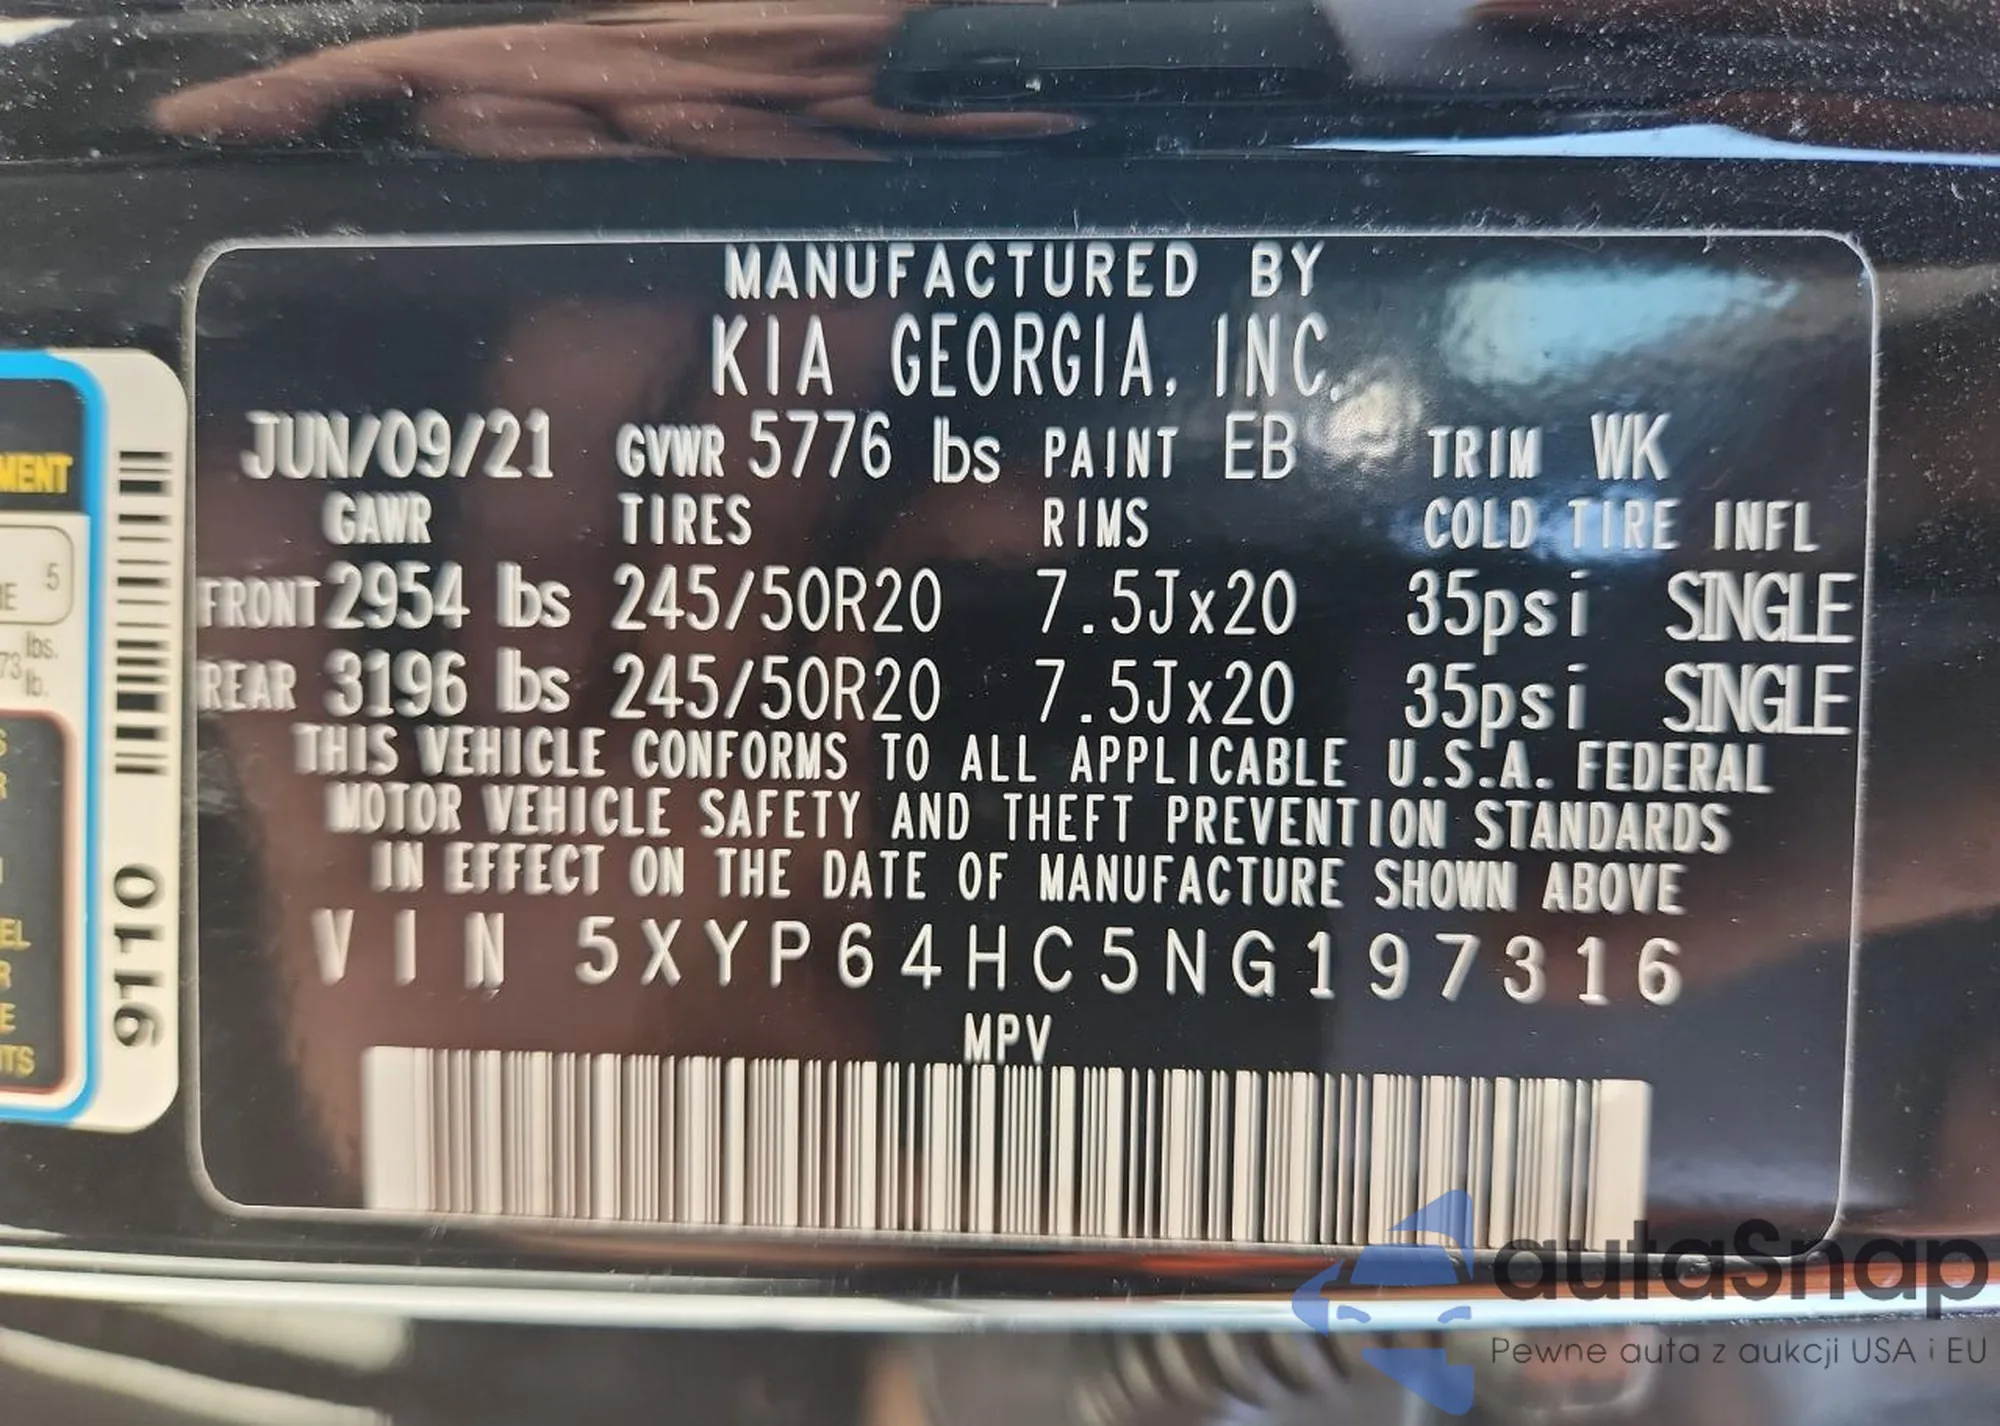 MANUFACTURED BY
KIA GEORGIA, INC.
JUN/09/21 GVWR 5776 lbs PAINT EB TRIM WK
GAWR TIRES RIMS COLD TIRE INFL
FRONT 2954 lbs 245/50R20 7.5Jx20 35psi SINGLE
REAR 3196 lbs 245/50R20 7.5Jx20 35psi SINGLE
THIS VEHICLE CONFORMS TO ALL APPLICABLE U.S.A. FEDERAL
MOTOR VEHICLE SAFETY AND THEFT PREVENTION STANDARDS
IN EFFECT ON THE DATE OF MANUFACTURE SHOWN ABOVE
VIN 5XYP64HC5NG197316
MPV
9110
5
lbs.
lb.
autaSnap
Pewne auta z aukcji USA i EU